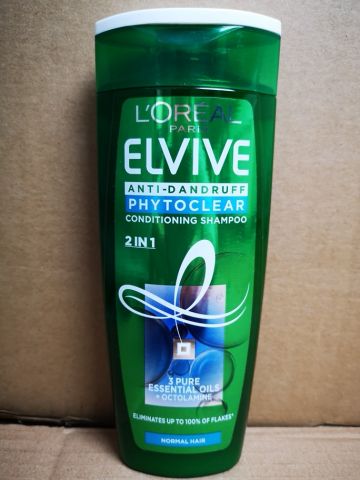 L'ORÉAL
PARIS
ELVIVE
ANTI-DANDRUFF
PHYTOCLEAR
CONDITIONING SHAMPOO
2 IN 1
3 PURE
ESSENTIAL OILS
+ OCTOLAMINE
ELIMINATES UP TO 100% OF FLAKES*
NORMAL HAIR